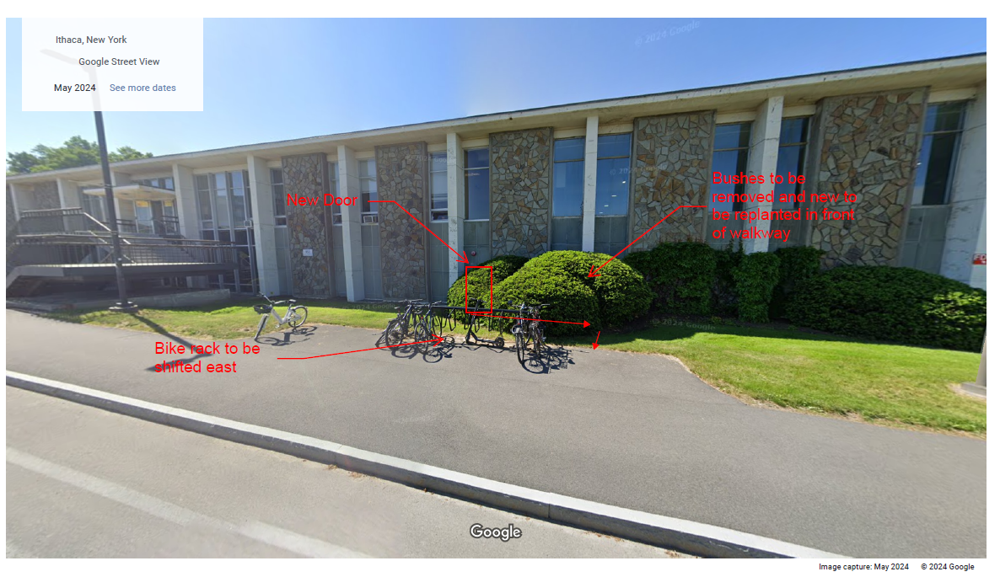 Ithaca, New York
Google Street View
May 2024 See more dates
© 2024 Google
New Door
Bushes to be
removed and new to
be replanted in front
of walkway
Bike rack to be
shifted east
© 2024 Google
Google
Image capture: May 2024 © 2024 Google